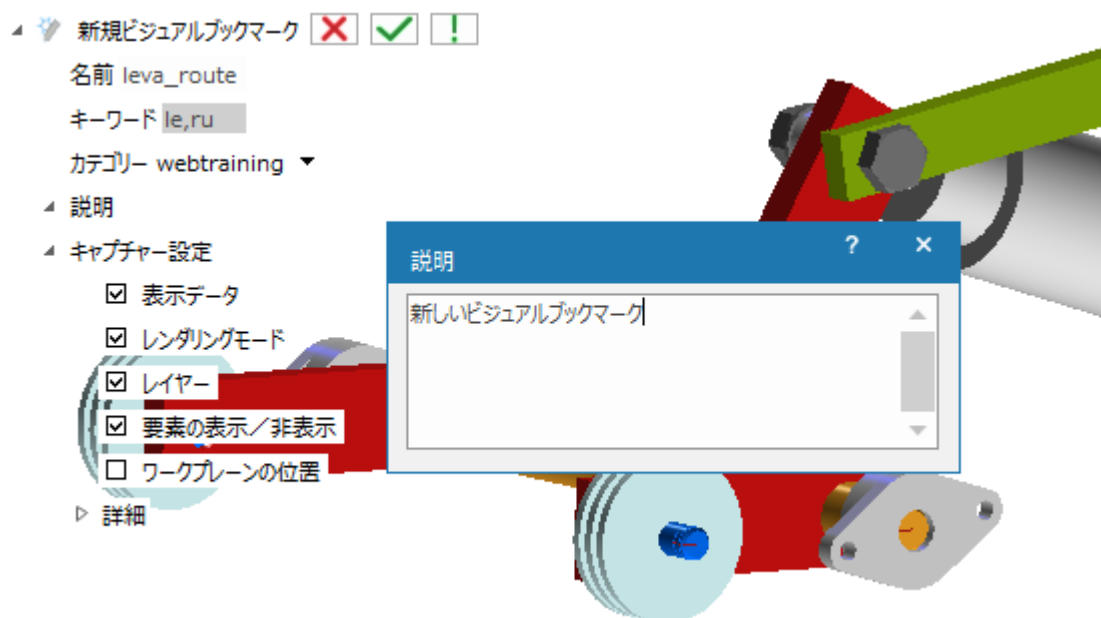 新規ビジュアルブックマーク
名前 leva_route
キーワード le,ru
カテゴリー webtraining
説明
キャプチャー設定
表示データ
レンダリングモード
レイヤー
要素の表示／非表示
ワークプレーンの位置
詳細
説明 ?
新しいビジュアルブックマーク